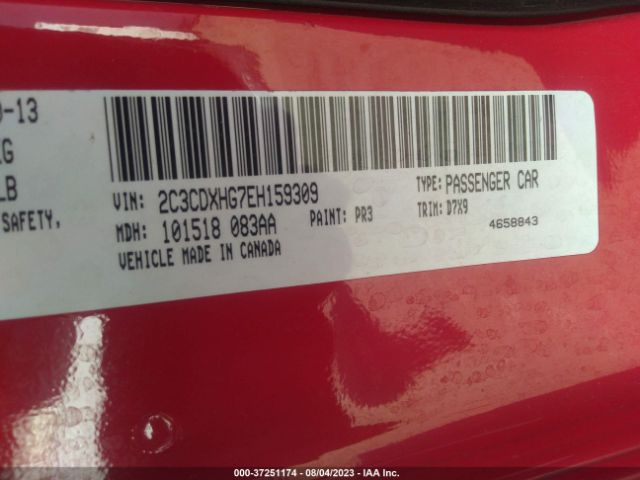 0-13
KG
LB
SAFETY,
VIN: 2C3CDXHG7EH159309
TYPE: PASSENGER CAR
MDH: 101518 083AA
PAINT: PR3
TRIM: D7X9
VEHICLE MADE IN CANADA
4658843
000-37251174 - 08/04/2023 - IAA Inc.